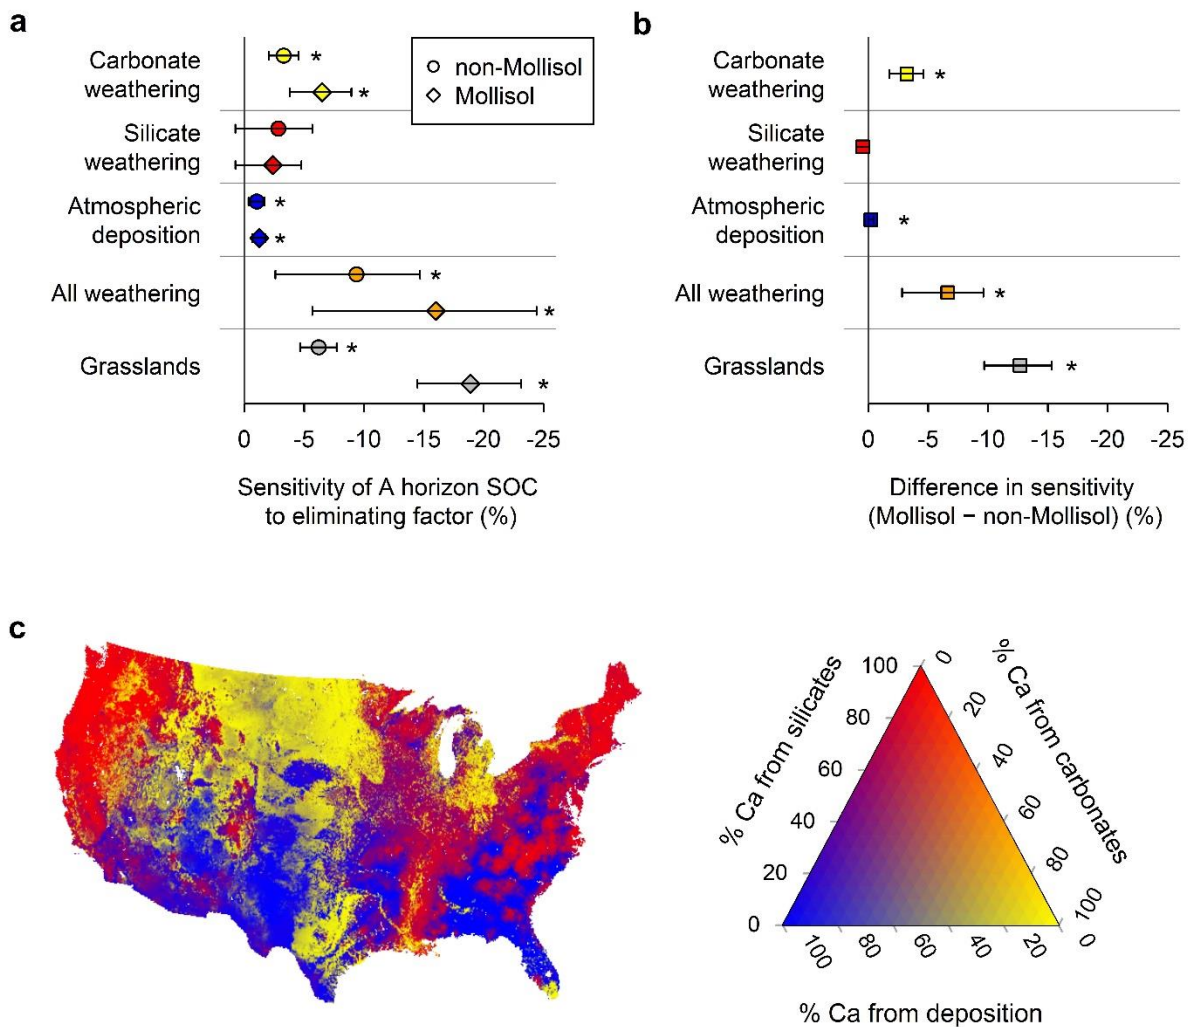 a
Carbonate
weathering
*
*
non-Mollisol
Mollisol
Silicate
weathering
Atmospheric
deposition
*
*
All weathering
*
*
Grasslands
*
*
0 -5 -10 -15 -20 -25
Sensitivity of A horizon SOC
to eliminating factor (%)
b
Carbonate
weathering
*
Silicate
weathering
Atmospheric
deposition
*
All weathering
*
Grasslands
*
0 -5 -10 -15 -20 -25
Difference in sensitivity
(Mollisol − non-Mollisol) (%)
c
% Ca from silicates
100
80
60
40
20
0
% Ca from carbonates
0
20
40
60
80
100
100 80 60 40 20 0
% Ca from deposition